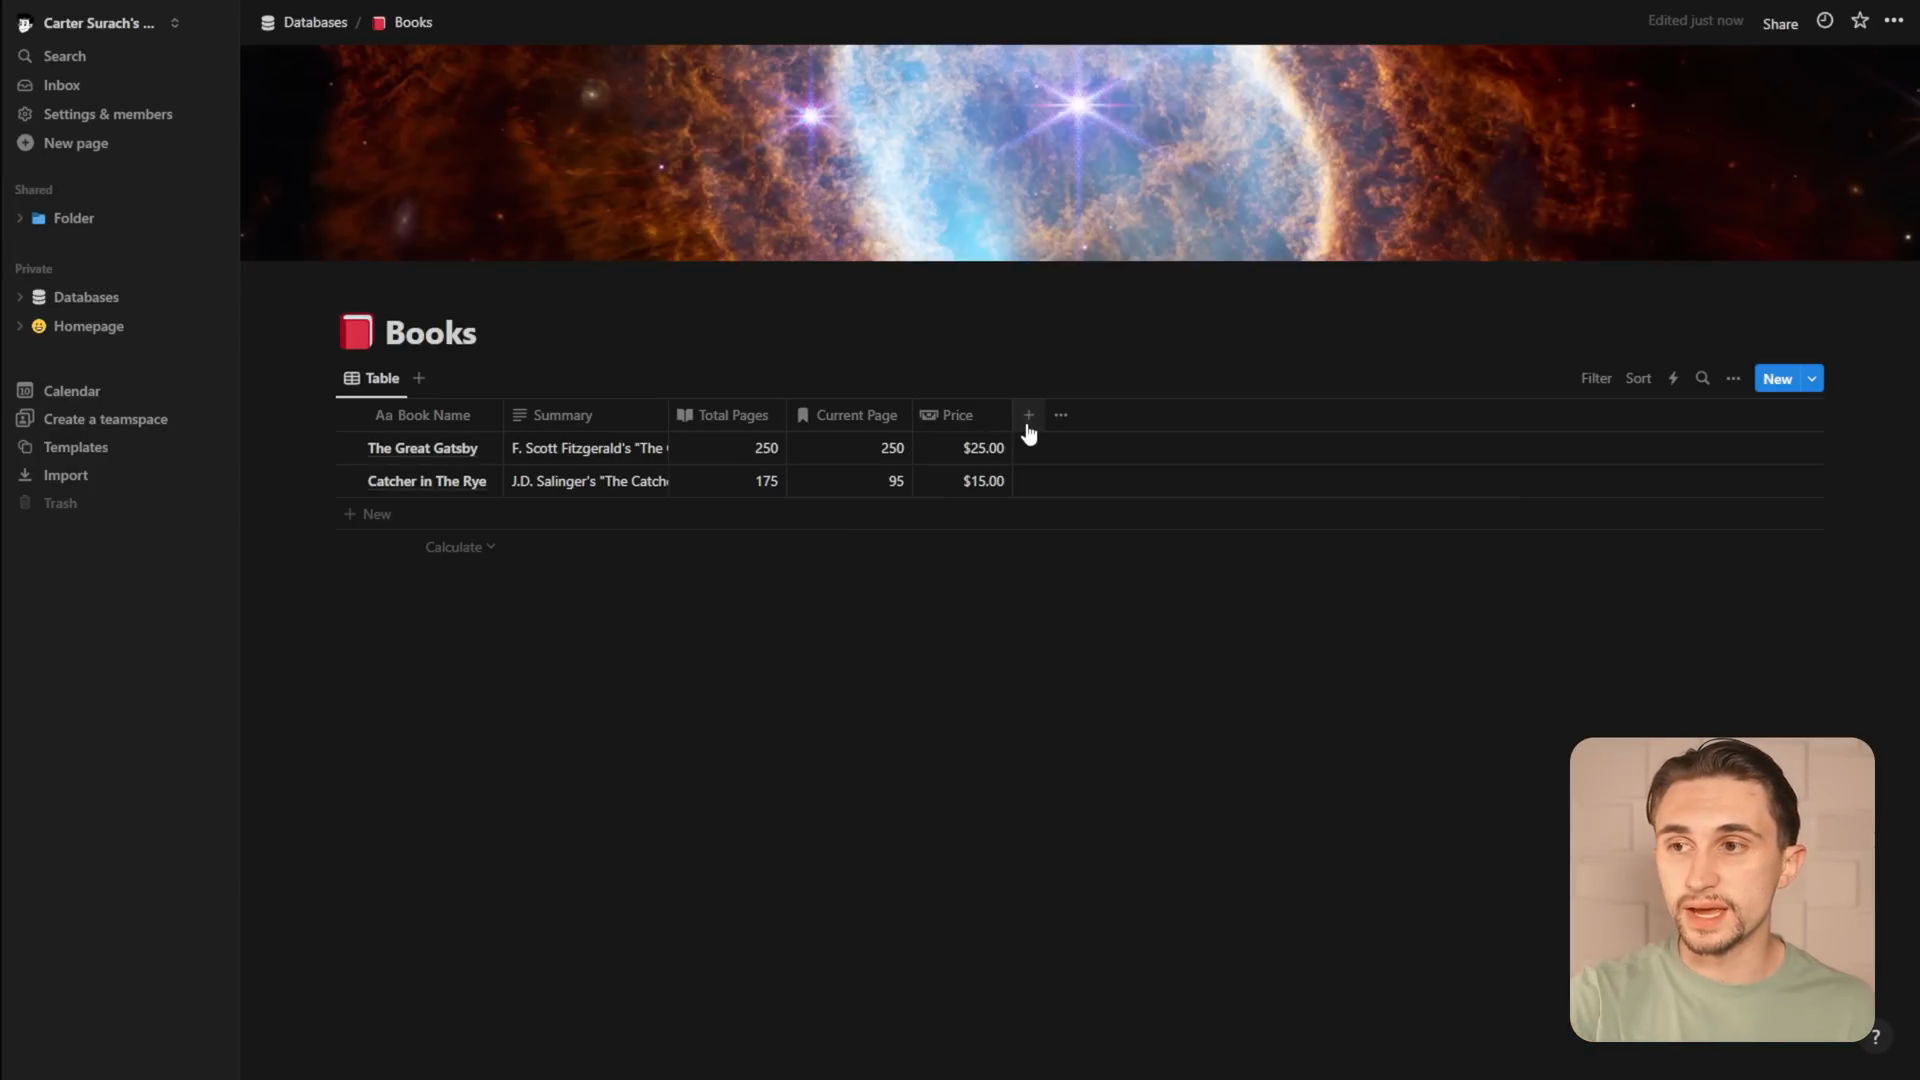 Carter Surach's ...
Search
Inbox
Settings & members
New page
Shared
Folder
Private
Databases
Homepage
10 Calendar
Create a teamspace
Templates
Import
Trash
Databases / Books
Edited just now Share
Books
Table
Filter Sort New
Aa Book Name Summary Total Pages Current Page Price
The Great Gatsby F. Scott Fitzgerald's "The 250 250 $25.00
Catcher in The Rye J.D. Salinger's "The Catch 175 95 $15.00
+ New
Calculate
?